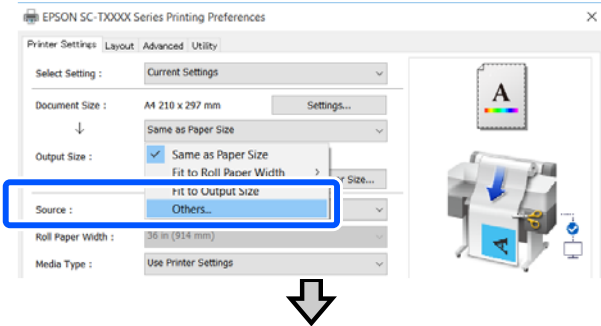 EPSON SC-TXXXX Series Printing Preferences
Printer Settings Layout Advanced Utility
Select Setting : Current Settings
Document Size : A4 210 x 297 mm Settings...
Same as Paper Size
Output Size : Same as Paper Size
Fit to Roll Paper Width
Size...
Fit to Output Size
Source : Others...
Roll Paper Width : 36 in (914 mm)
Media Type : Use Printer Settings
A
A